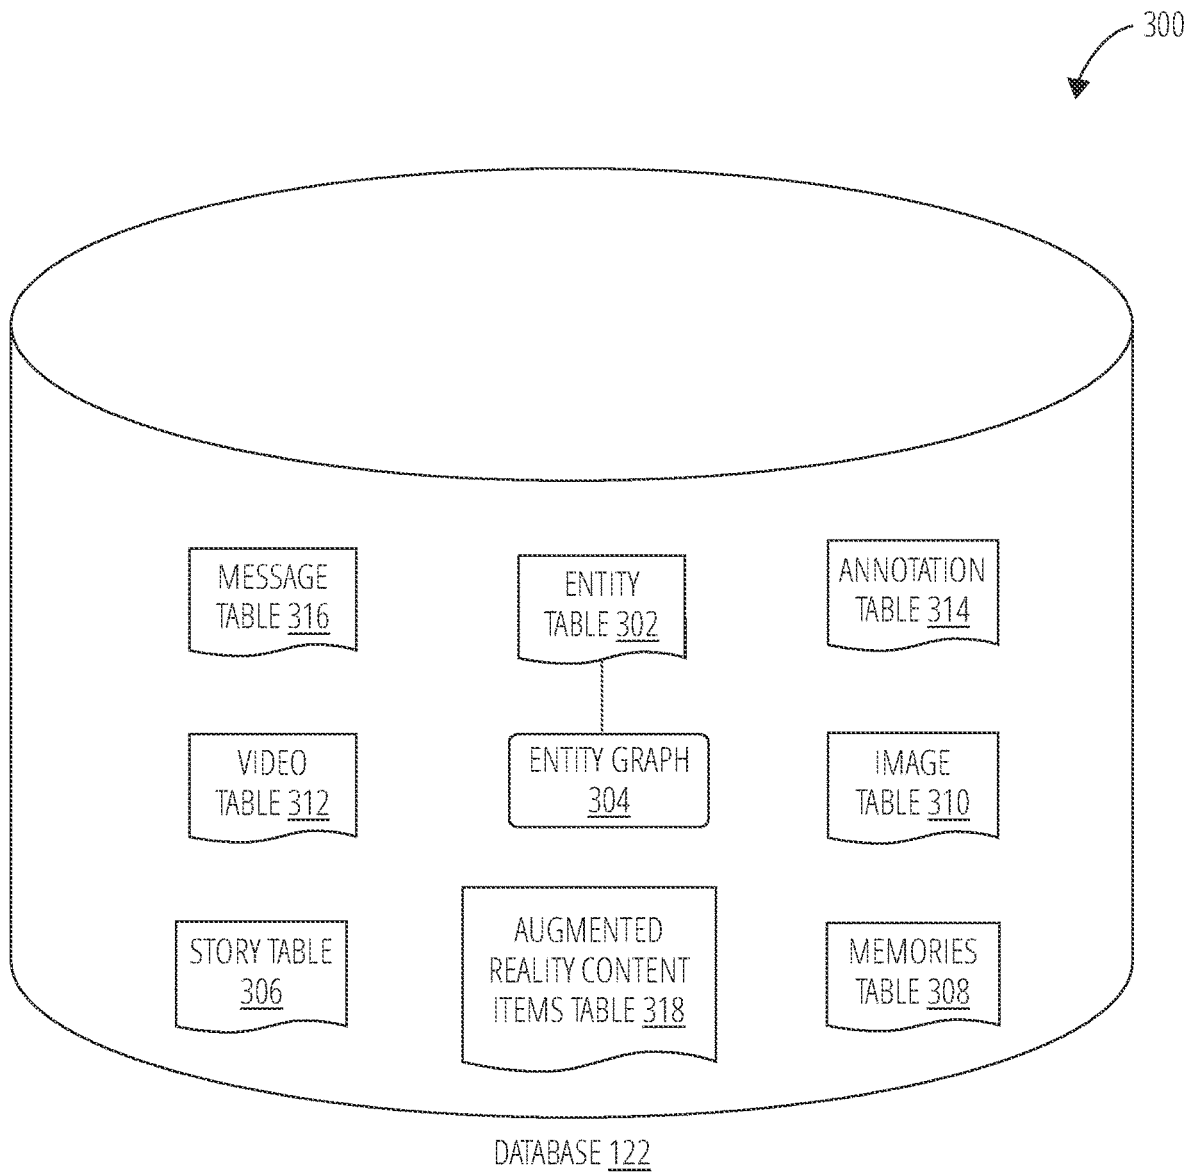 300
MESSAGE
TABLE 316
ENTITY
TABLE 302
ANNOTATION
TABLE 314
VIDEO
TABLE 312
ENTITY GRAPH
304
IMAGE
TABLE 310
STORY TABLE
306
AUGMENTED
REALITY CONTENT
ITEMS TABLE 318
MEMORIES
TABLE 308
DATABASE 122